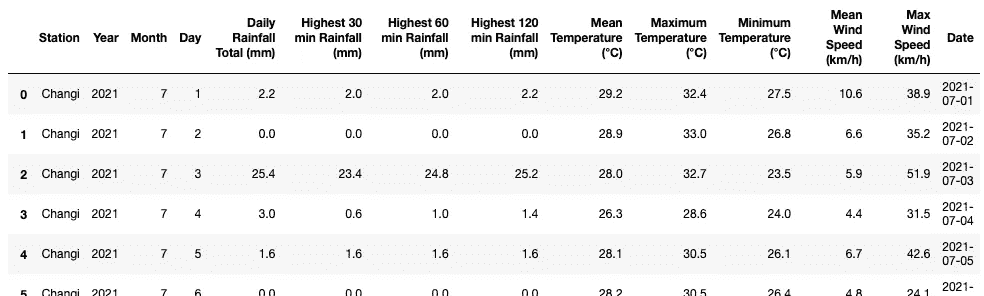 Station Year Month Day Daily Rainfall Total (mm) Highest 30 min Rainfall (mm) Highest 60 min Rainfall (mm) Highest 120 min Rainfall (mm) Mean Temperature (°C) Maximum Temperature (°C) Minimum Temperature (°C) Mean Wind Speed (km/h) Max Wind Speed (km/h) Date
0 Changi 2021 7 1 2.2 2.0 2.0 2.2 29.2 32.4 27.5 10.6 38.9 2021-07-01
1 Changi 2021 7 2 0.0 0.0 0.0 0.0 28.9 33.0 26.8 6.6 35.2 2021-07-02
2 Changi 2021 7 3 25.4 23.4 24.8 25.2 28.0 32.7 23.5 5.9 51.9 2021-07-03
3 Changi 2021 7 4 3.0 0.6 1.0 1.4 26.3 28.6 24.0 4.4 31.5 2021-07-04
4 Changi 2021 7 5 1.6 1.6 1.6 1.6 28.1 30.5 26.1 6.7 42.6 2021-07-05
5 Changi 2021 7 6 0.0 0.0 0.0 0.0 28.2 30.5 26.4 4.8 24.1 2021-